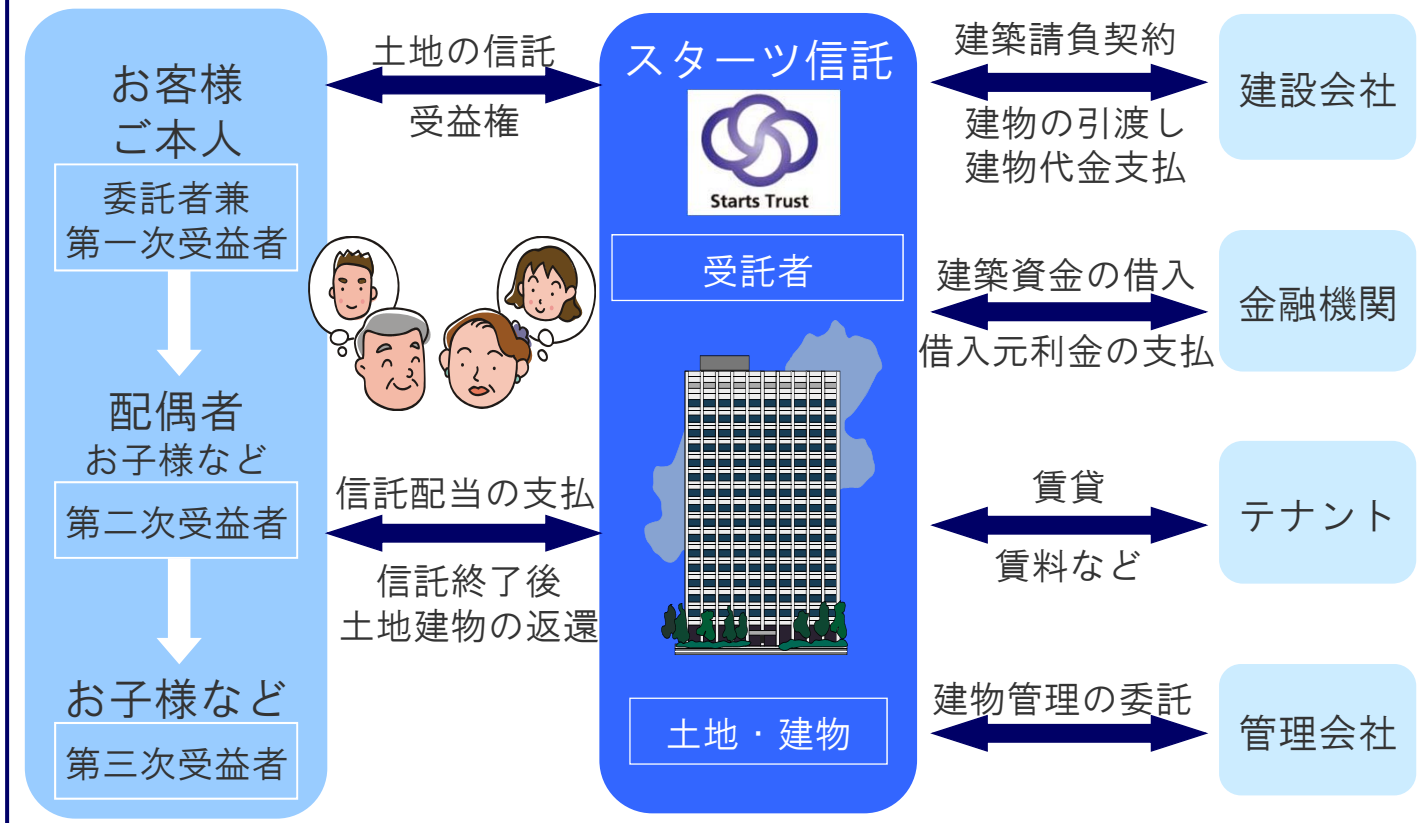 お客様
ご本人
委託者兼
第一次受益者
配偶者
お子様など
第二次受益者
お子様など
第三次受益者
土地の信託
受益権
信託配当の支払
信託終了後
土地建物の返還
スターツ信託
Starts Trust
受託者
土地・建物
建築請負契約
建物の引渡し
建物代金支払
建築資金の借入
借入元利金の支払
賃貸
賃料など
建物管理の委託
建設会社
金融機関
テナント
管理会社